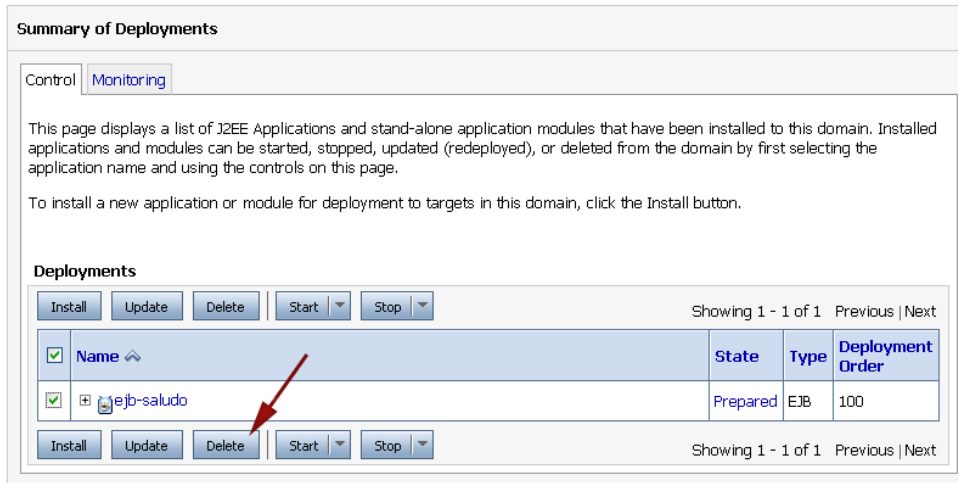 Summary of Deployments
Control Monitoring
This page displays a list of J2EE Applications and stand-alone application modules that have been installed to this domain. Installed
applications and modules can be started, stopped, updated (redeployed), or deleted from the domain by first selecting the
application name and using the controls on this page.
To install a new application or module for deployment to targets in this domain, click the Install button.
Deployments
Install Update Delete Start Stop Showing 1 - 1 of 1 Previous | Next
Name State Type Deployment
Order
ejb-saludo Prepared EJB 100
Install Update Delete Start Stop Showing 1 - 1 of 1 Previous | Next